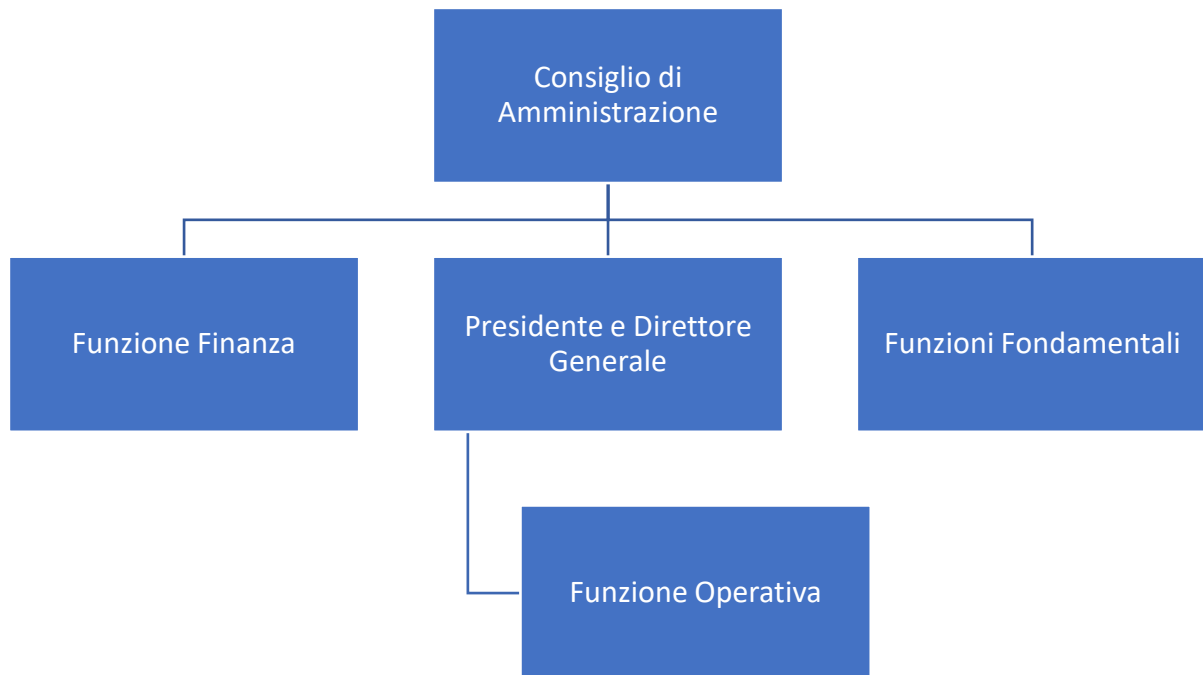 Consiglio di
Amministrazione
Funzione Finanza
Presidente e Direttore
Generale
Funzioni Fondamentali
Funzione Operativa